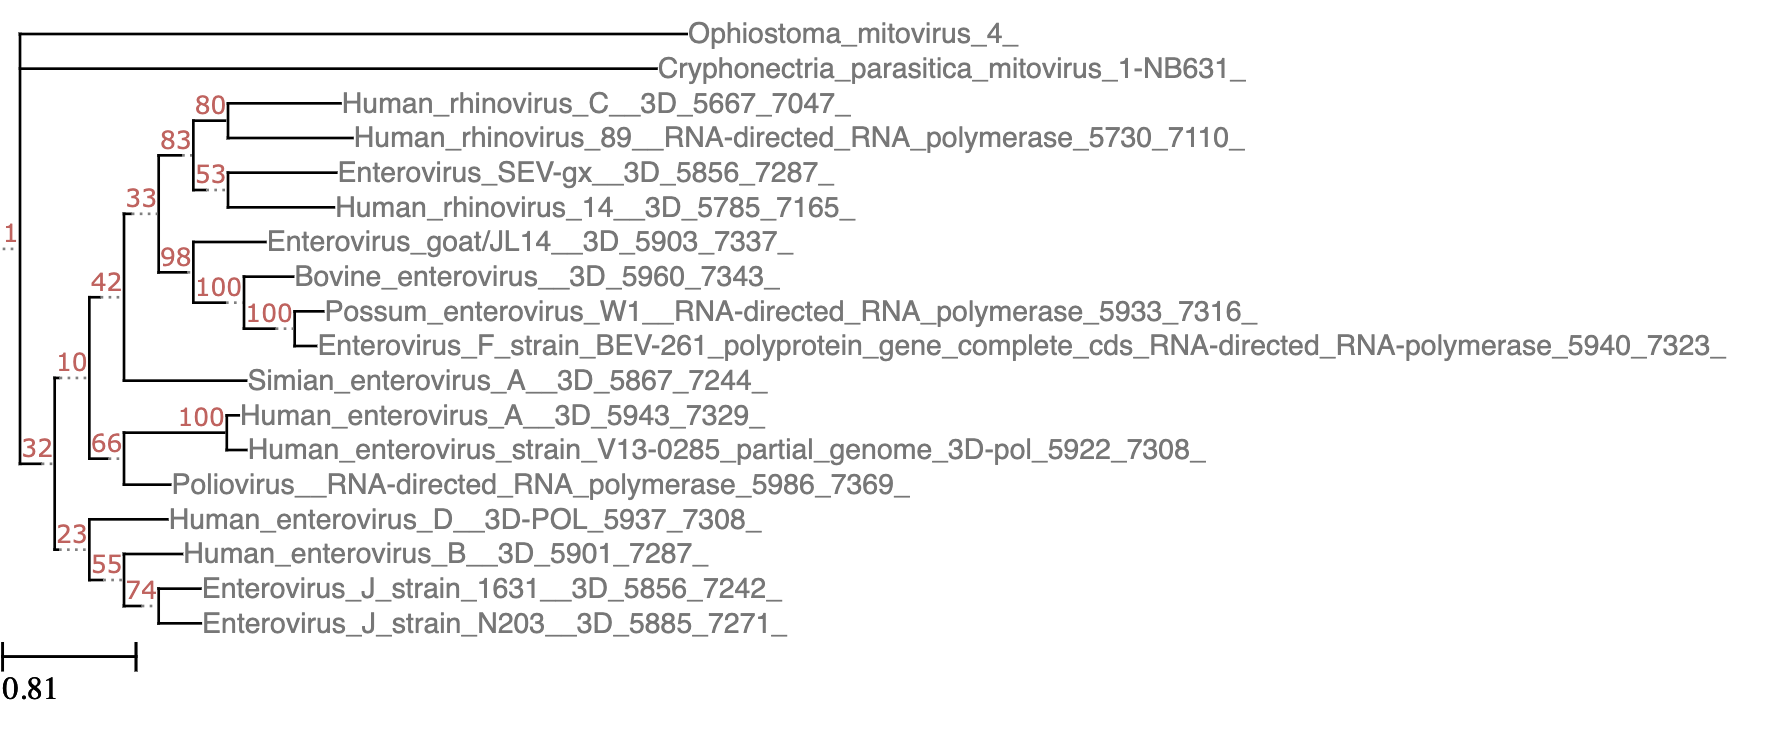 Ophiostoma_mitovirus_4_
Cryphonectria_parasitica_mitovirus_1-NB631_
80
Human_rhinovirus_C__3D_5667_7047_
83
Human_rhinovirus_89__RNA-directed_RNA_polymerase_5730_7110_
53
Enterovirus_SEV-gx__3D_5856_7287_
33
Human_rhinovirus_14__3D_5785_7165_
1
98
Enterovirus_goat/JL14__3D_5903_7337_
42
100
Bovine_enterovirus__3D_5960_7343_
100
Possum_enterovirus_W1__RNA-directed_RNA_polymerase_5933_7316_
Enterovirus_F_strain_BEV-261_polyprotein_gene_complete_cds_RNA-directed_RNA-polymerase_5940_7323_
10
Simian_enterovirus_A__3D_5867_7244_
100
Human_enterovirus_A__3D_5943_7329_
32
66
Human_enterovirus_strain_V13-0285_partial_genome_3D-pol_5922_7308_
Poliovirus__RNA-directed_RNA_polymerase_5986_7369_
23
Human_enterovirus_D__3D-POL_5937_7308_
55
Human_enterovirus_B__3D_5901_7287_
74
Enterovirus_J_strain_1631__3D_5856_7242_
Enterovirus_J_strain_N203__3D_5885_7271_
0.81